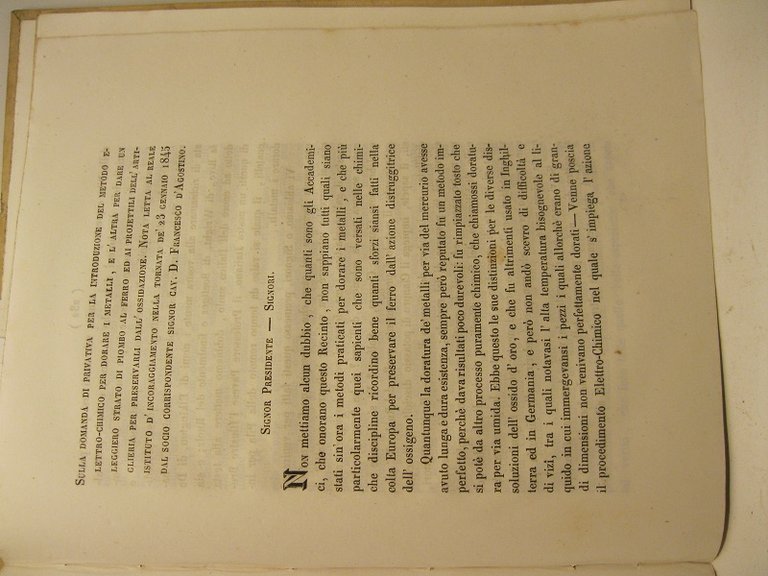 SULLA DOMANDA DI PRIVATIVA PER LA INTRODUZIONE DEL METODO E-
LETTRO-CHIMICO PER DORARE I METALLI, E L'ALTRA PER DARE UN
LEGGIERO STRATO DI PIOMBO AL FERRO ED AI PROJETTILI DELL'ARTI-
GLIERIA PER PRESERVARLI DALL'OSSIDAZIONE. NOTA LETTA AL REALE
ISTITUTO D'INCORAGGIAMENTO NELLA TORNATA DE' 23 GENNAIO 1845
DAL SOCIO CORRISPONDENTE SIGNOR CAV. D. FRANCESCO D'AGOSTINO.
SIGNOR PRESIDENTE — SIGNORI.
NON mettiamo alcun dubbio, che quanti sono gli Accademi-
ci, che onorano questo Recinto, non sappiano tutti quali siano
stati sin ora i metodi praticati per dorare i metalli, e che più
particolarmente quei sapienti che sono versati nelle chimi-
che discipline ricordino bene quanti sforzi siansi fatti nella
colta Europa per preservare il ferro dall'azione distruggitrice
dell'ossigeno.
Quantunque la doratura de' metalli per via del mercurio avesse
avuto lunga e dura esistenza, sempre però reputato fu un metodo im-
perfetto, perchè dava risultati poco durevoli: fu rimpiazzato tosto che
si potè da altro processo puramente chimico, che chiamossi doratu-
ra per via umida. Ebbe questo le sue distinzioni per le diverse dis-
soluzioni dell'ossido d'oro, e che fu altrimenti usato in Inghil-
terra ed in Germania, e però non andò scevro di difficoltà e
di vizî, tra i quali notavasi l'alta temperatura bisognevole al li-
quido in cui immergevansi i pezzi i quali allorchè erano di gran-
di dimensioni non venivano perfettamente dorati — Venne poscia
il procedimento Elettro-Chimico nel quale s'impiega l'azione